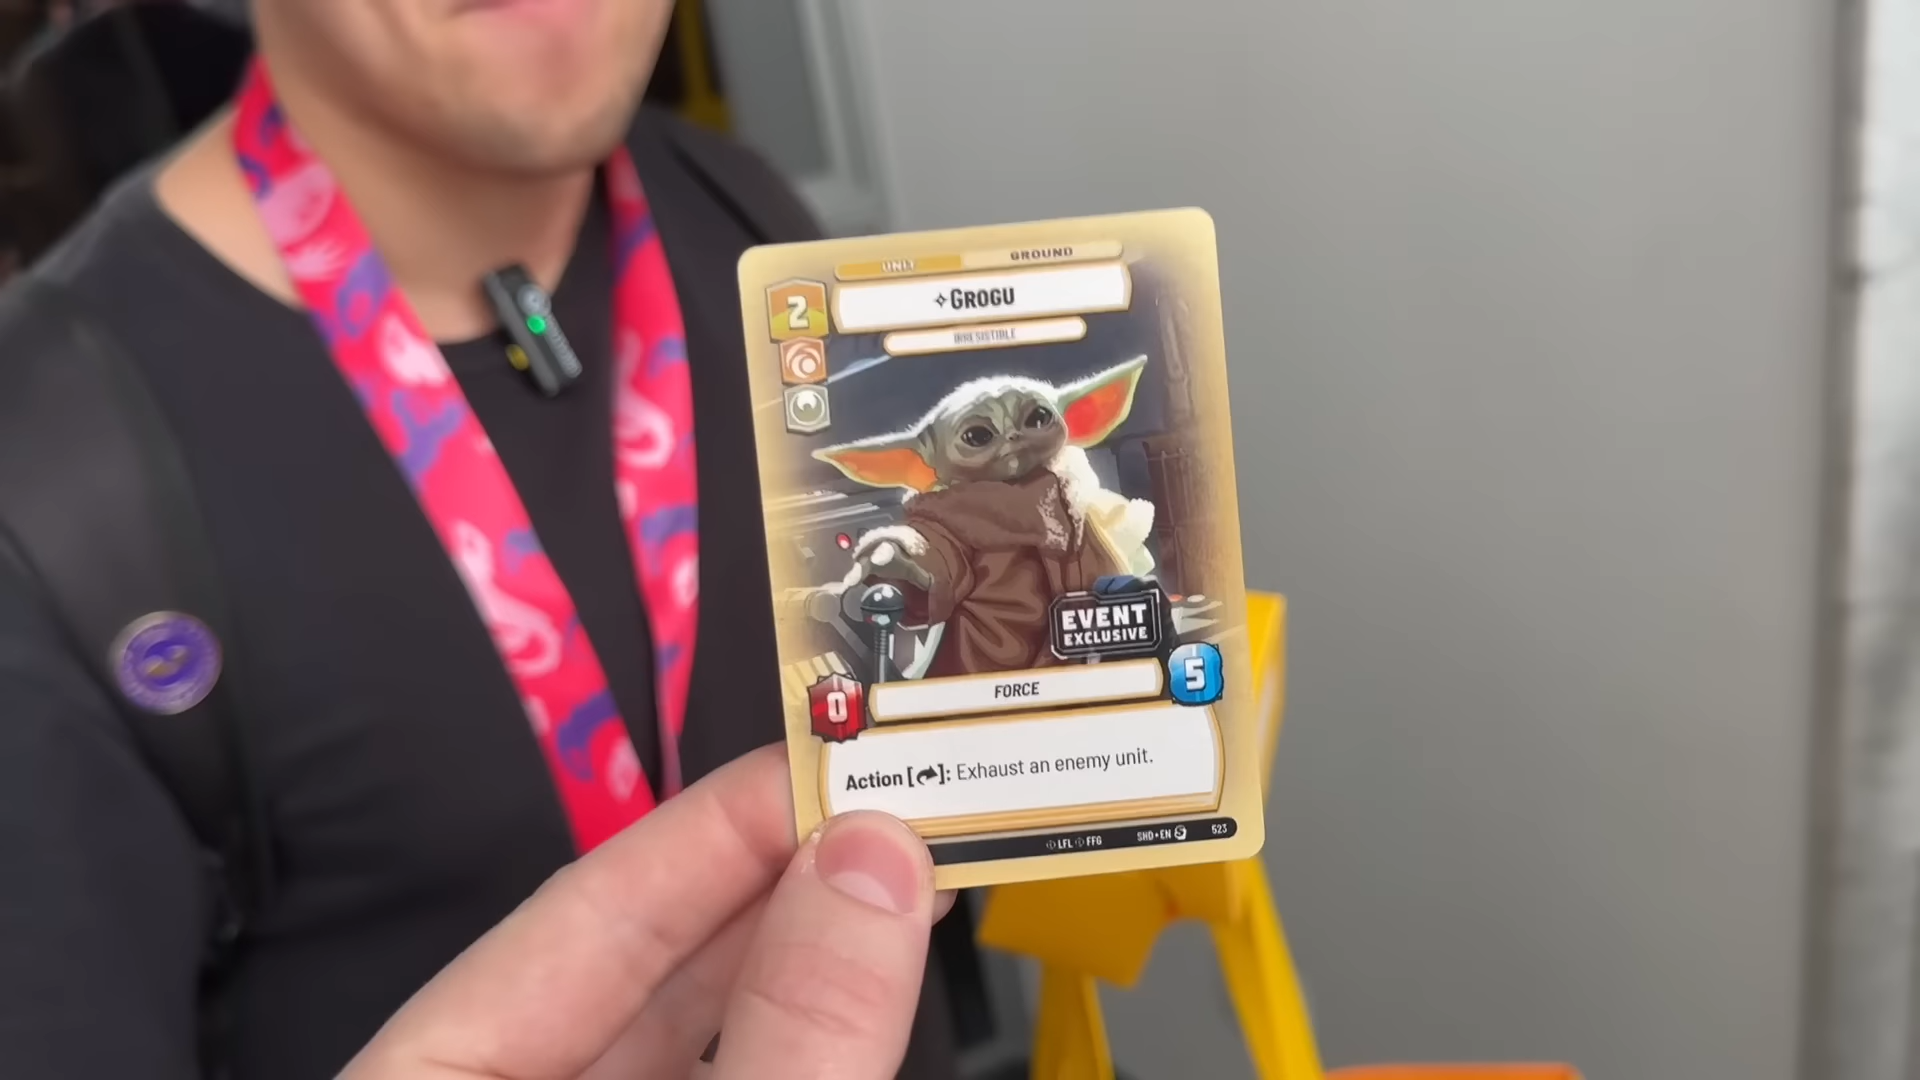 UNIT
GROUND
2
GROGU
IRRESISTIBLE
EVENT
EXCLUSIVE
0
FORCE
5
Action [ ]: Exhaust an enemy unit.
LFL FFG
SHD•EN
523